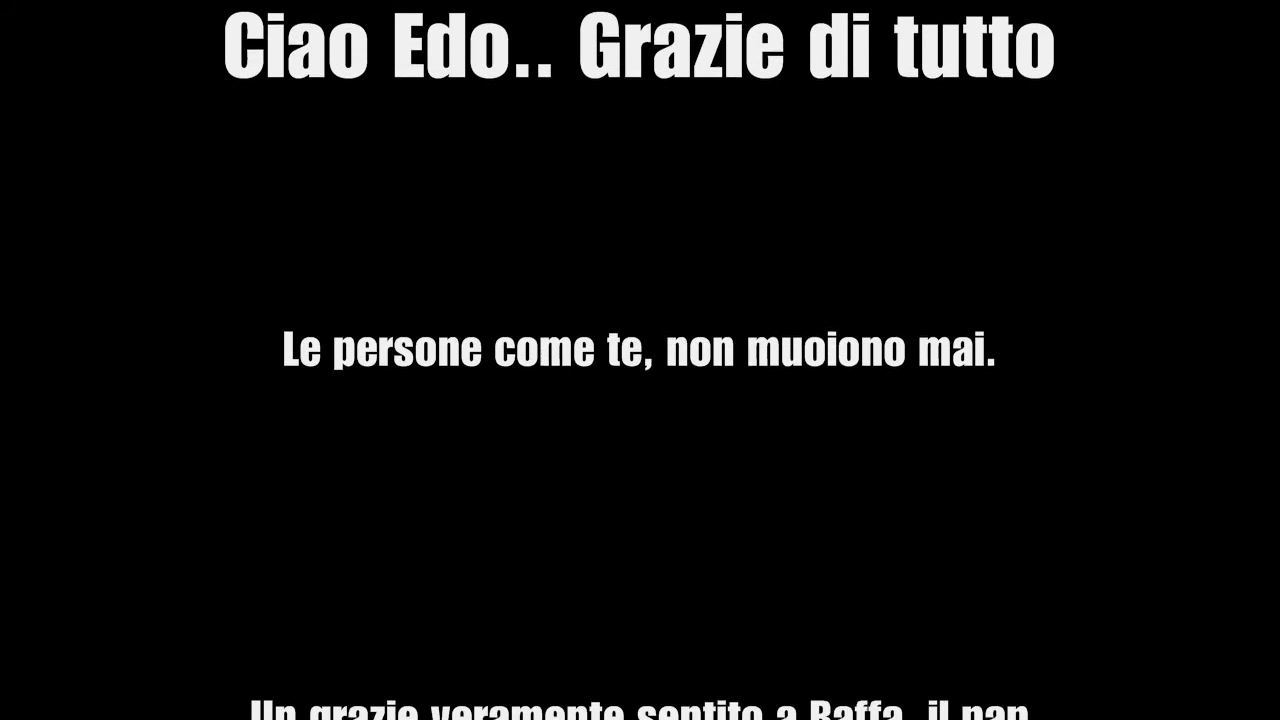 Ciao Edo.. Grazie di tutto
Le persone come te, non muoiono mai.
Un grazie veramente sentito a Raffa, il